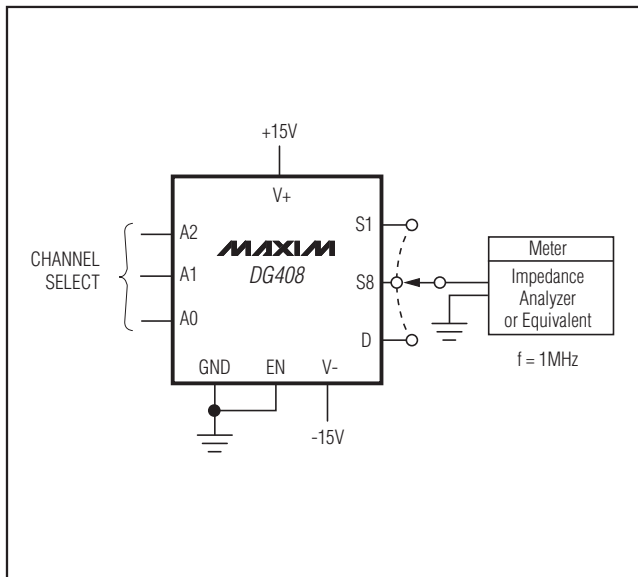 +15V
V+
CHANNEL
SELECT
A2
A1
A0
MAXIM
DG408
S1
S8
D
GND
EN
V-
-15V
Meter
Impedance
Analyzer
or Equivalent
f = 1MHz